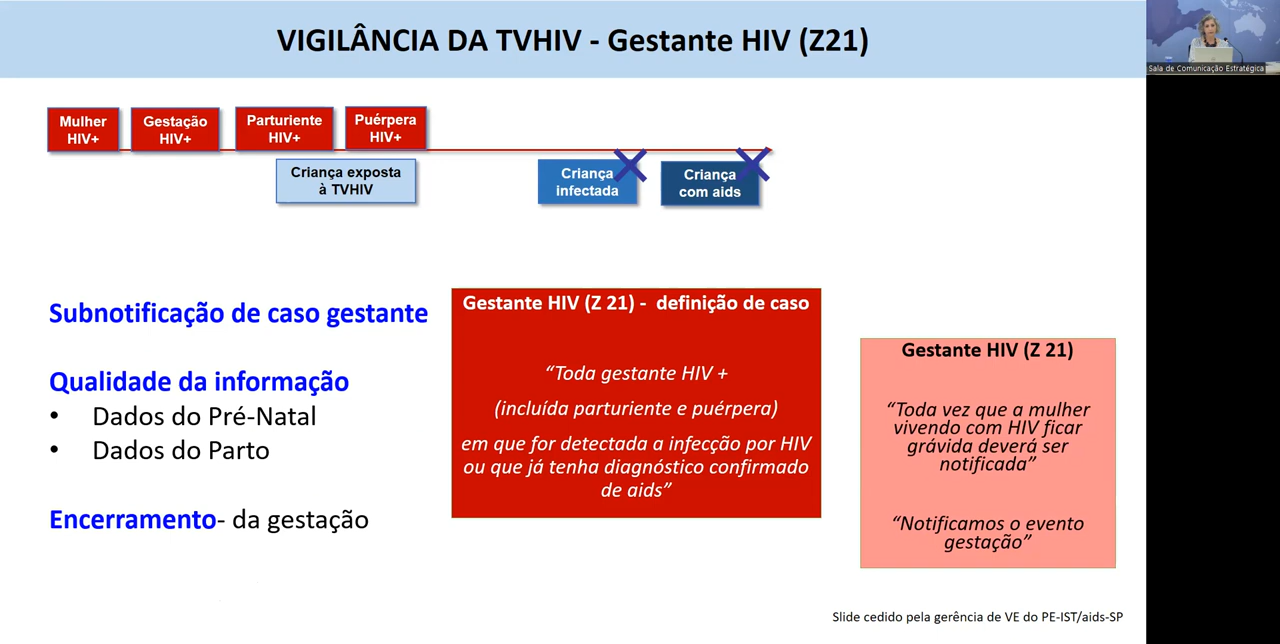 VIGILÂNCIA DA TVHIV - Gestante HIV (Z21)
Sala de Comunicação Estratégica
Mulher
HIV+
Gestação
HIV+
Parturiente
HIV+
Puérpera
HIV+
Criança exposta
à TVHIV
Criança
infectada
Criança
com aids
Subnotificação de caso gestante
Qualidade da informação
• Dados do Pré-Natal
• Dados do Parto
Encerramento- da gestação
Gestante HIV (Z 21) - definição de caso
“Toda gestante HIV +
(incluída parturiente e puérpera)
em que for detectada a infecção por HIV
ou que já tenha diagnóstico confirmado
de aids”
Gestante HIV (Z 21)
“Toda vez que a mulher
vivendo com HIV ficar
grávida deverá ser
notificada”
“Notificamos o evento
gestação”
Slide cedido pela gerência de VE do PE-IST/aids-SP